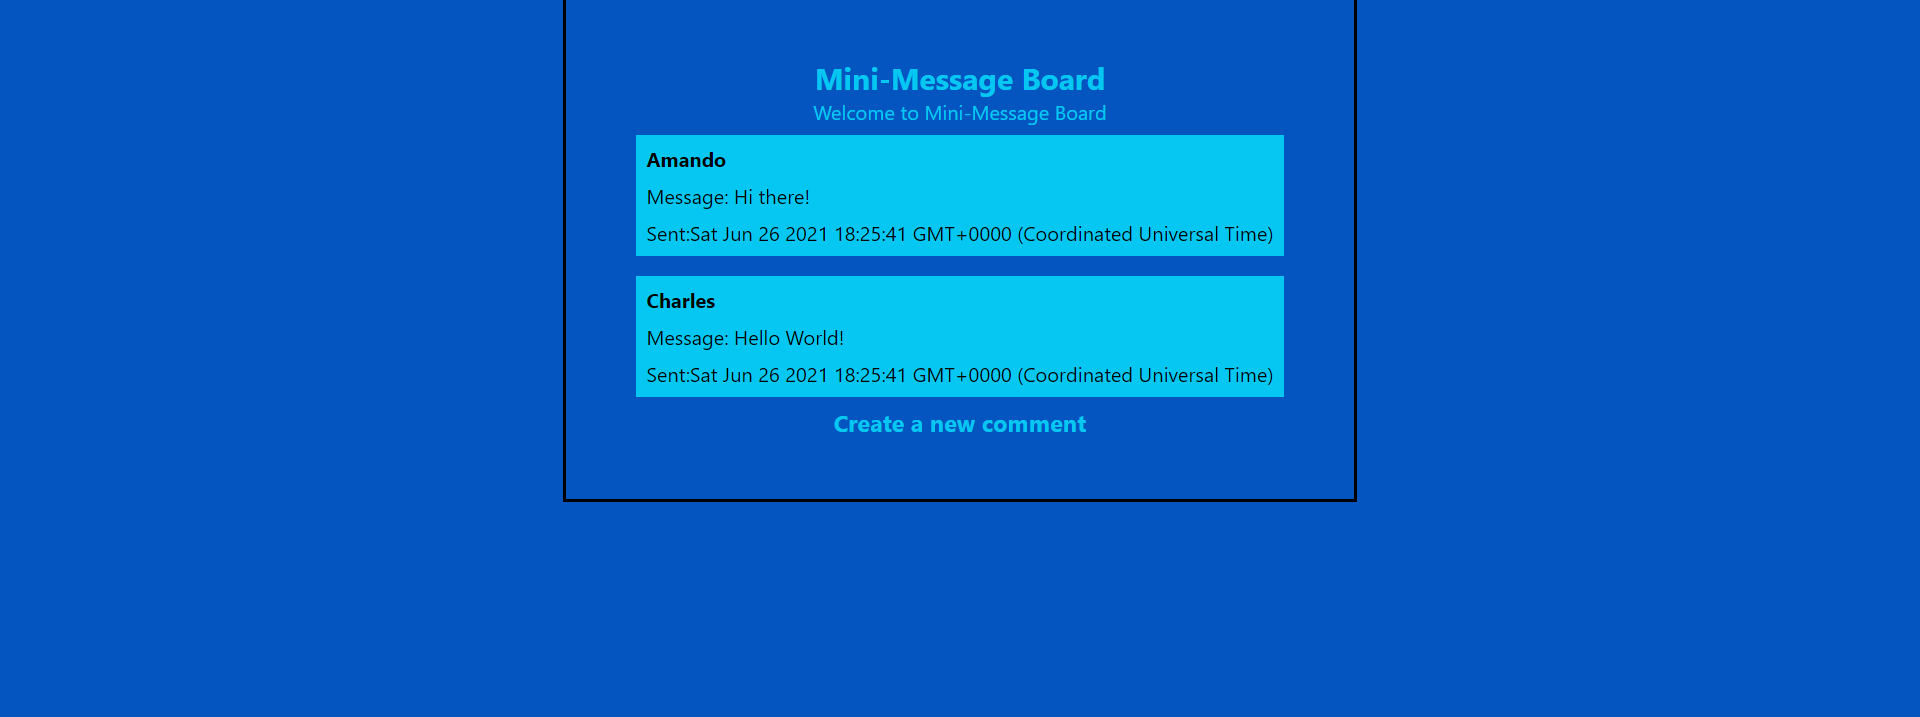 Mini-Message Board
Welcome to Mini-Message Board
Amando
Message: Hi there!
Sent:Sat Jun 26 2021 18:25:41 GMT+0000 (Coordinated Universal Time)
Charles
Message: Hello World!
Sent:Sat Jun 26 2021 18:25:41 GMT+0000 (Coordinated Universal Time)
Create a new comment